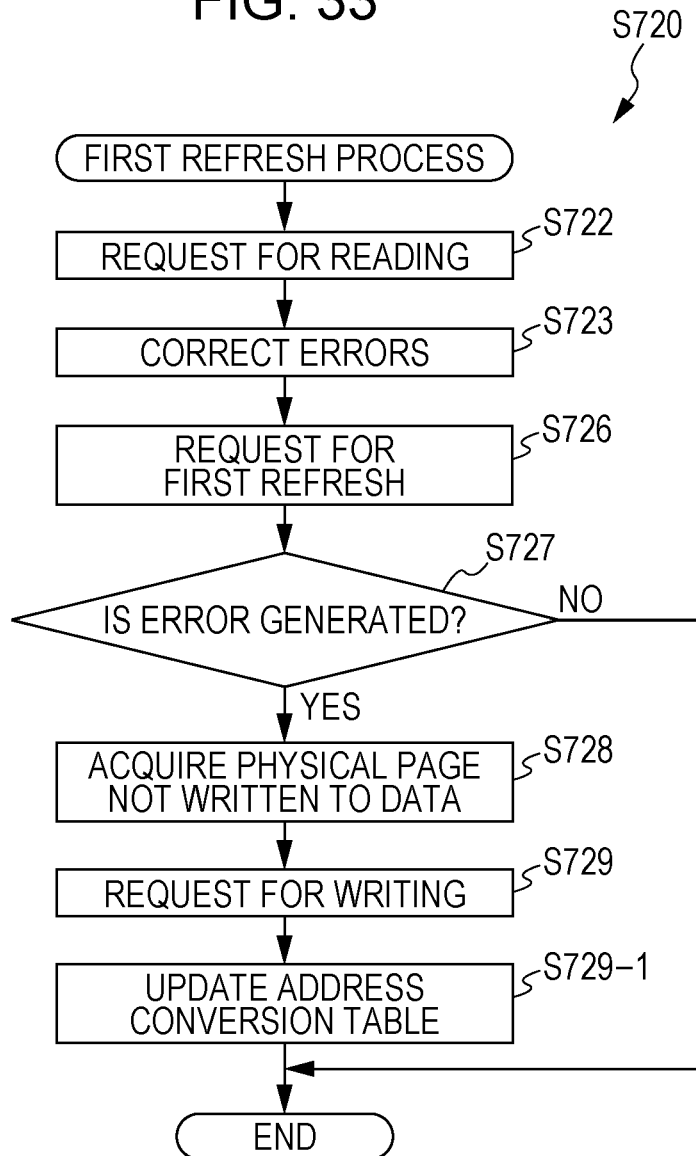 FIG. 33
S720
FIRST REFRESH PROCESS
S722
REQUEST FOR READING
S723
CORRECT ERRORS
S726
REQUEST FOR
FIRST REFRESH
S727
IS ERROR GENERATED?
NO
YES
S728
ACQUIRE PHYSICAL PAGE
NOT WRITTEN TO DATA
S729
REQUEST FOR WRITING
S729-1
UPDATE ADDRESS
CONVERSION TABLE
END